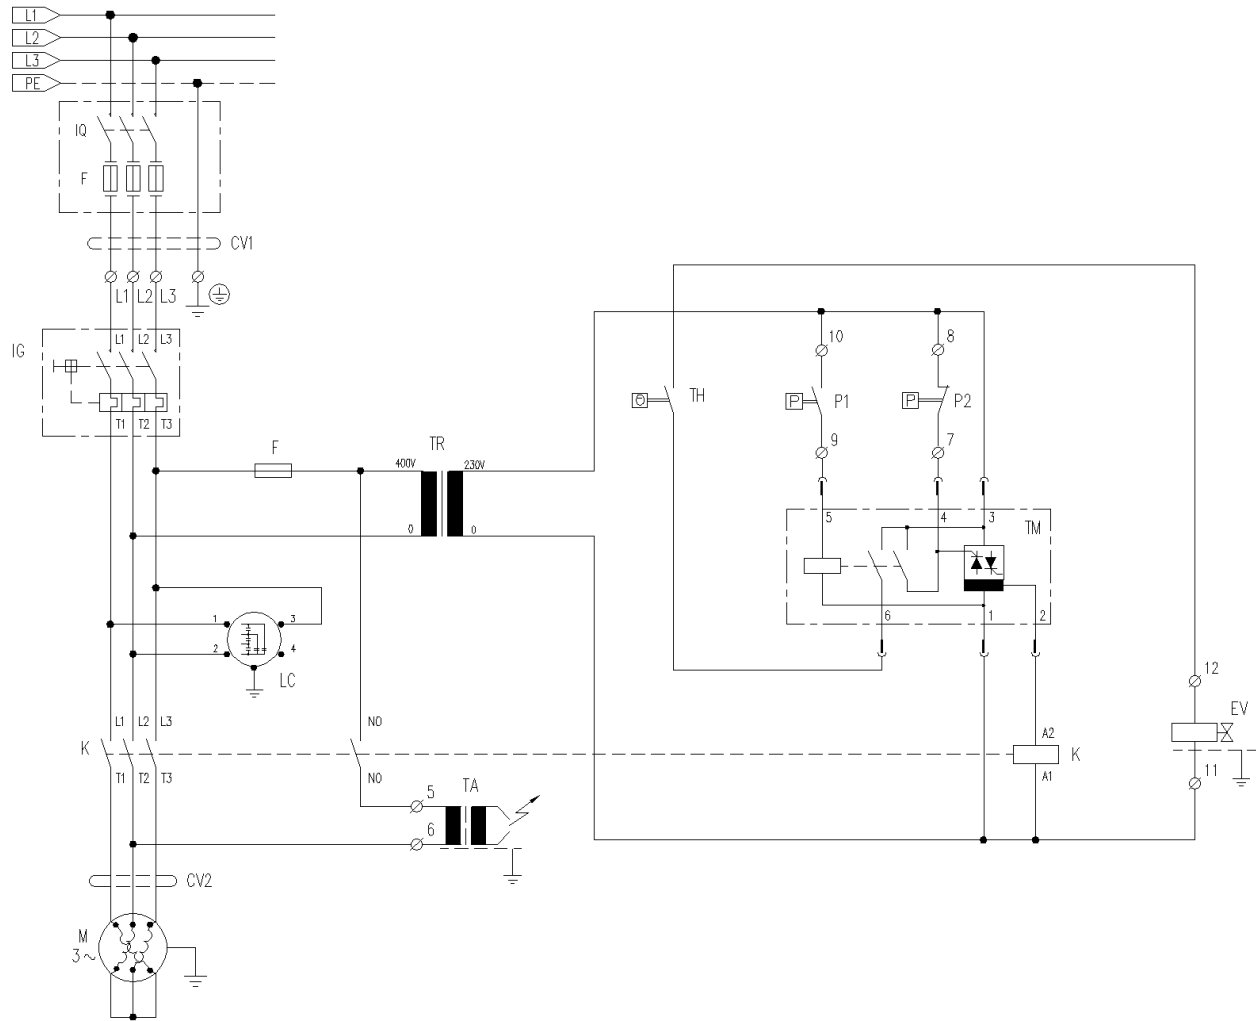 L1
L2
L3
PE
IQ
F
CV1
L1 L2 L3
IG
L1 L2 L3
T1 T2 T3
F
400V
TR
230V
0
0
TH
10
P1
9
8
P2
7
5
4
3
TM
6
1
2
1
2
3
4
LC
K
L1 L2 L3
T1 T2 T3
NO
NO
5
6
TA
A2
K
A1
12
EV
11
CV2
M
3~